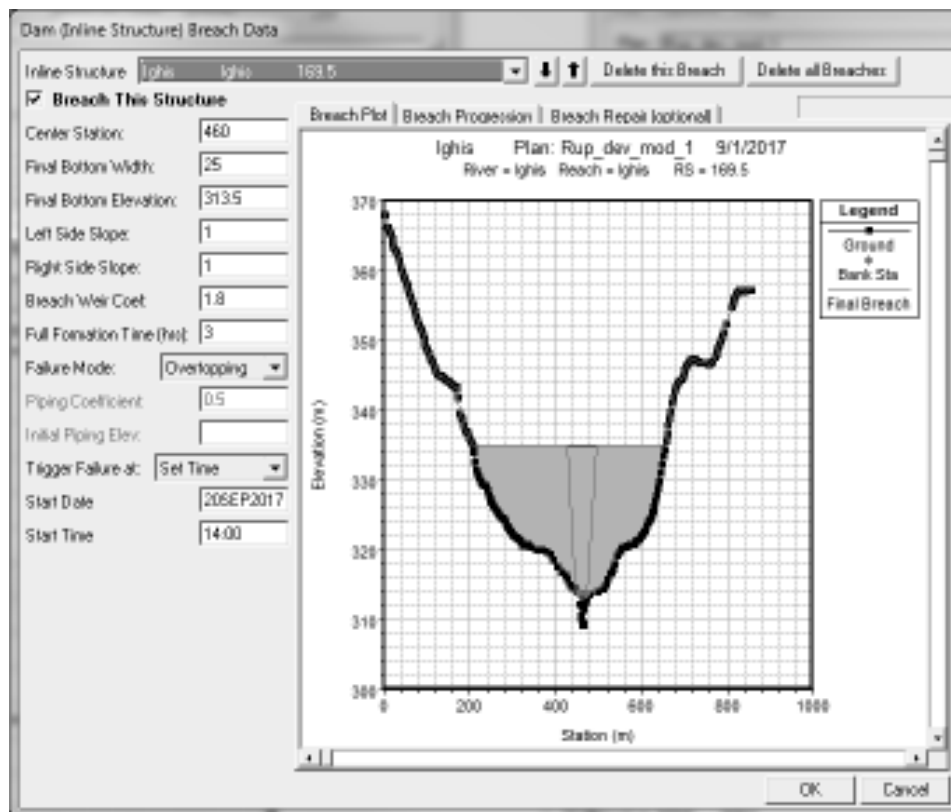 Dam (Inline Structure) Breach Data
Inline Structure Ighis Ighis 169.5
Delete this Breach Delete all Breaches
Breach This Structure
Breach Plot Breach Progression Breach Repair (optional)
Center Station: 460
Final Bottom Width: 25
Final Bottom Elevation: 313.5
Left Side Slope: 1
Right Side Slope: 1
Breach Weir Coef: 1.8
Full Formation Time (hrs): 3
Failure Mode: Overtopping
Piping Coefficient: 0.5
Initial Piping Elev:
Trigger Failure at: Set Time
Start Date 20SEP2017
Start Time 14:00
Ighis Plan: Rup_dev_mod_1 9/1/2017
River = Ighis Reach = Ighis RS = 169.5
Legend
Ground
Bank Sta
Final Breach
Elevation (m)
370
360
350
340
330
320
310
300
0 200 400 600 800 1000
Station (m)
OK Cancel